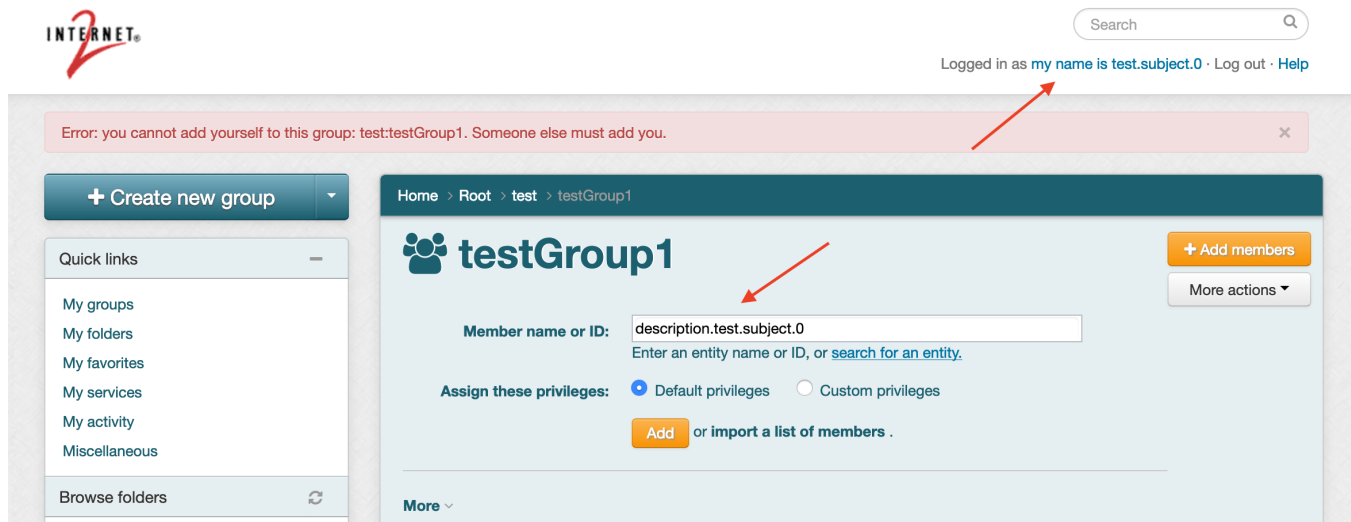 INTERNET®
2
Search
Logged in as my name is test.subject.0 · Log out · Help
Error: you cannot add yourself to this group: test:testGroup1. Someone else must add you. ×
+ Create new group
Home > Root > test > testGroup1
Quick links
testGroup1
+ Add members
More actions
My groups
My folders
My favorites
My services
My activity
Miscellaneous
Browse folders
Member name or ID: description.test.subject.0
Enter an entity name or ID, or search for an entity.
Assign these privileges: Default privileges Custom privileges
Add or import a list of members .
More